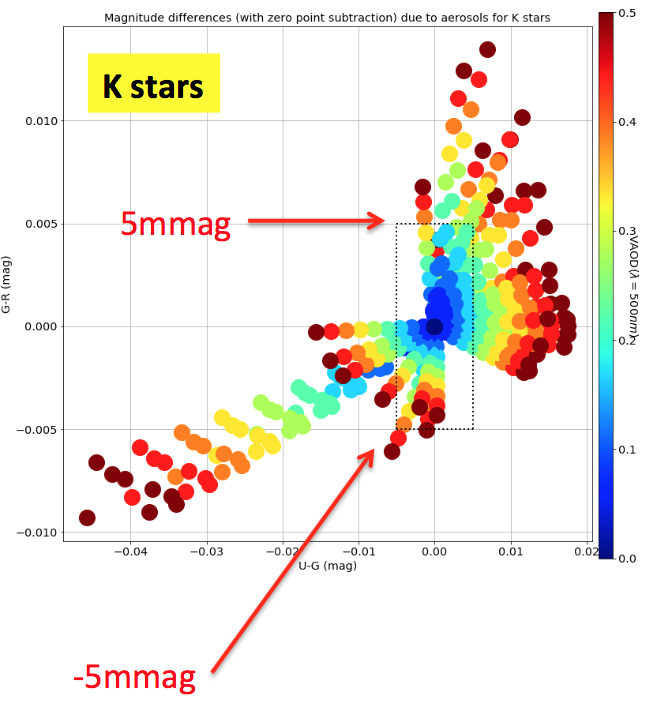 Magnitude differences (with zero point subtraction) due to aerosols for K stars
K stars
5mmag
-5mmag
G-R (mag)
0.010
0.005
0.000
−0.005
−0.010
−0.04
−0.03
−0.02
−0.01
0.00
0.01
0.02
U-G (mag)
0.5
0.4
0.3
0.2
0.1
0.0
VAOD(λ = 500nm)